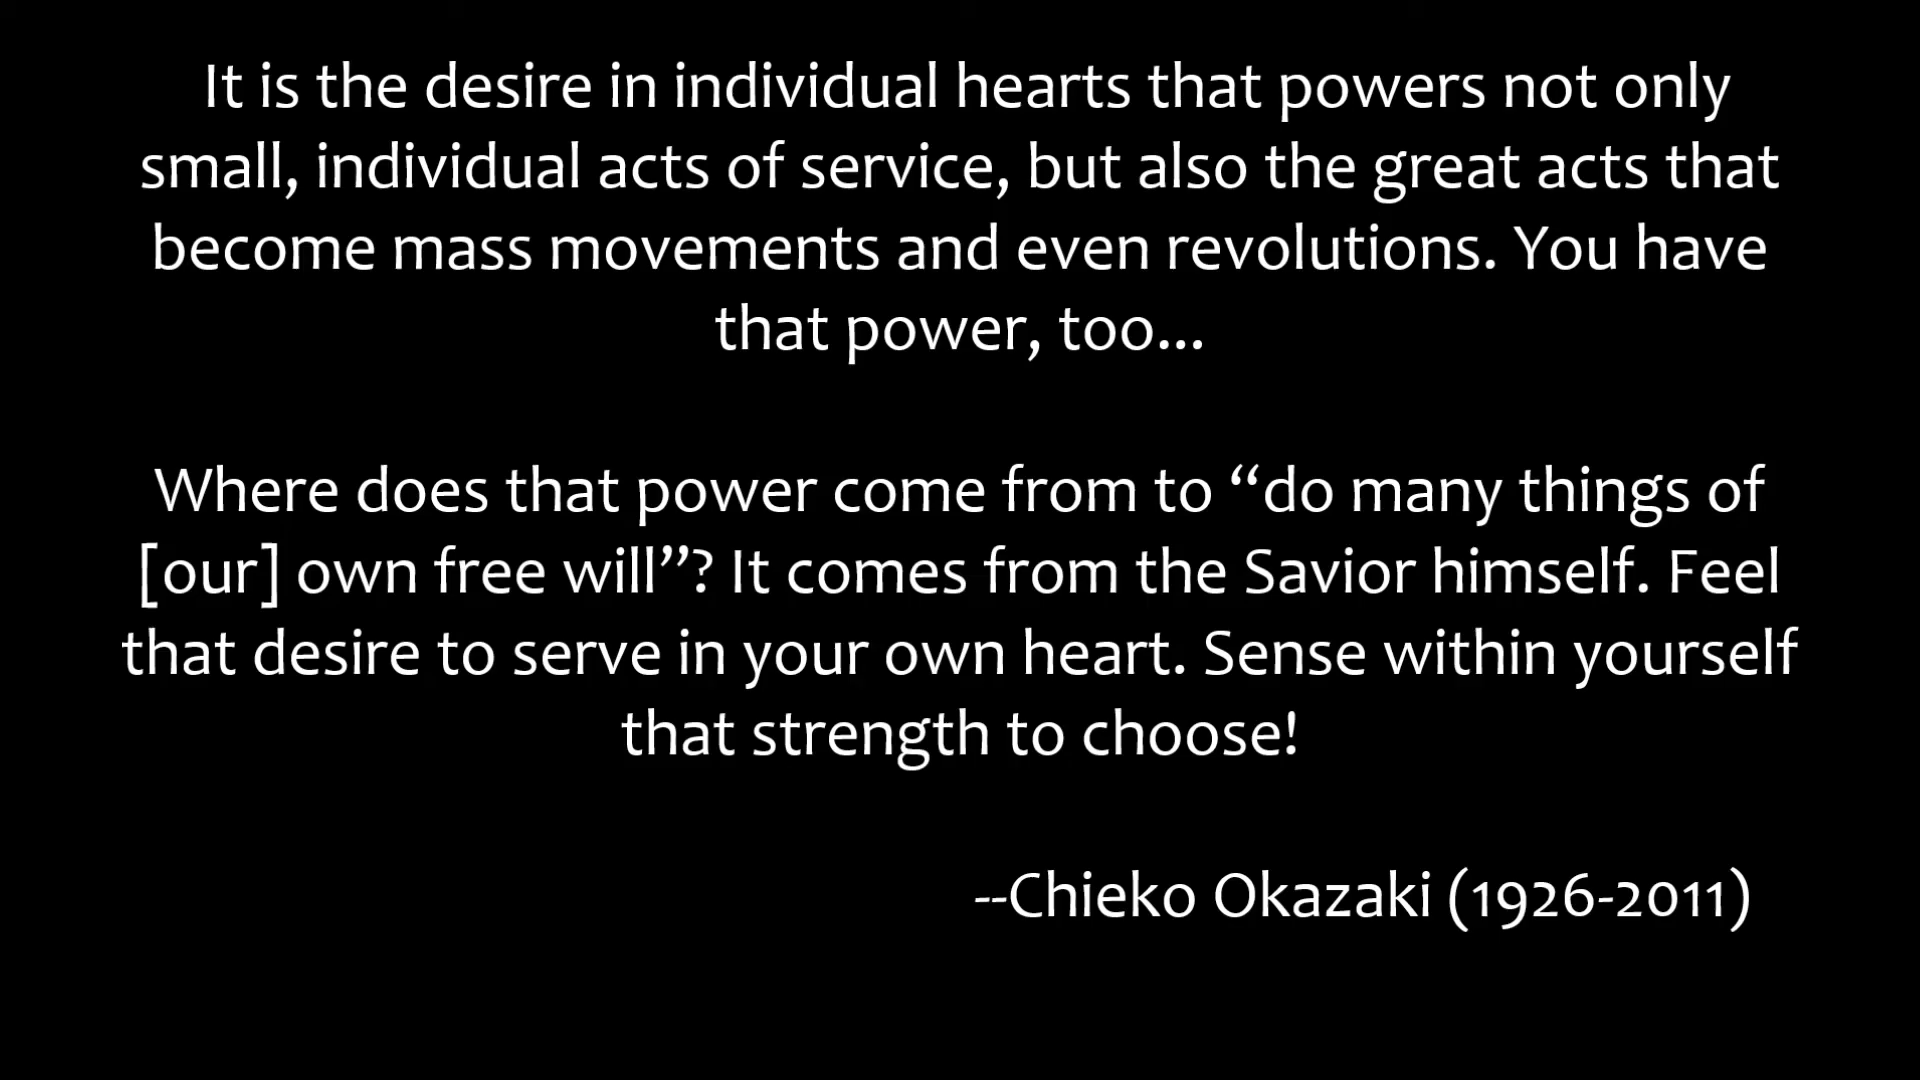 It is the desire in individual hearts that powers not only
small, individual acts of service, but also the great acts that
become mass movements and even revolutions. You have
that power, too...
Where does that power come from to “do many things of
[our] own free will”? It comes from the Savior himself. Feel
that desire to serve in your own heart. Sense within yourself
that strength to choose!
--Chieko Okazaki (1926-2011)